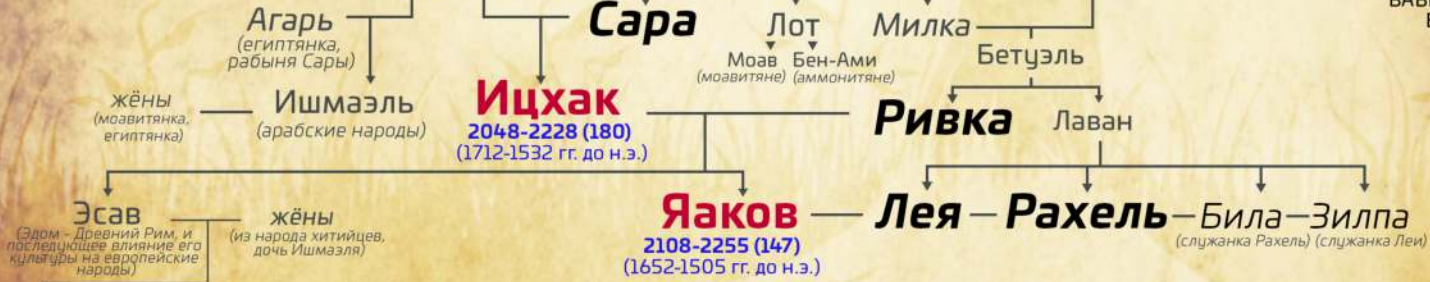 Агарь
(египтянка,
рабыня Сары)
Сара
Лот
Милка
Моав Бен-Ами
(моавитяне) (аммонитяне)
Бетуэль
жёны
(моавитянка,
египтянка)
Ишмаэль
(арабские народы)
Ицхак
2048-2228 (180)
(1712-1532 гг. до н.э.)
Ривка
Лаван
Эсав
(Эдом - Древний Рим, и
последующее влияние его
культуры на европейские
народы)
жёны
(из народа хитийцев,
дочь Ишмаэля)
Яаков
2108-2255 (147)
(1652-1505 гг. до н.э.)
Лея
Рахель
Била
(служанка Рахель)
Зилпа
(служанка Леи)